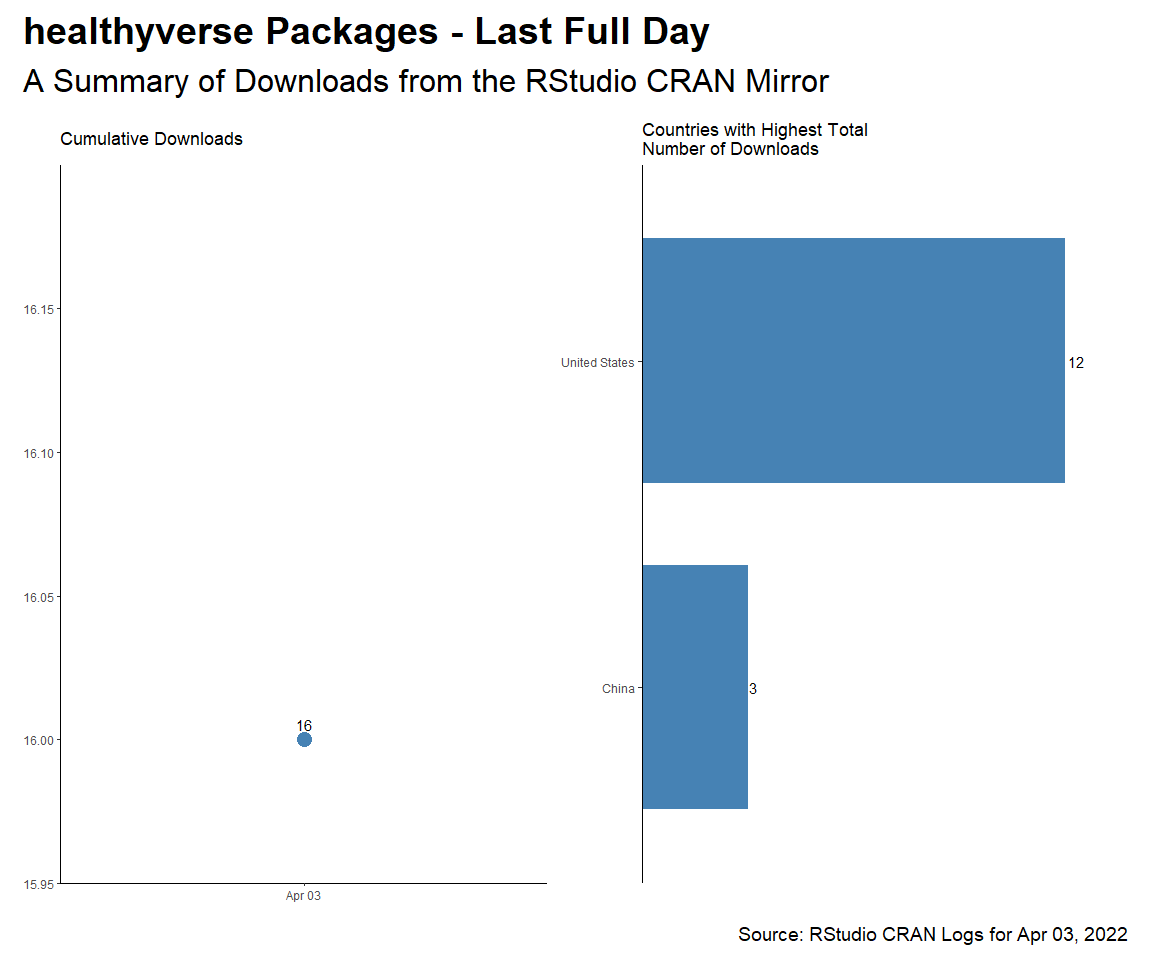 healthyverse Packages - Last Full Day
A Summary of Downloads from the RStudio CRAN Mirror
Cumulative Downloads
16.15
16.10
16.05
16.00
15.95
16
Apr 03
Countries with Highest Total
Number of Downloads
United States
12
China
3
Source: RStudio CRAN Logs for Apr 03, 2022